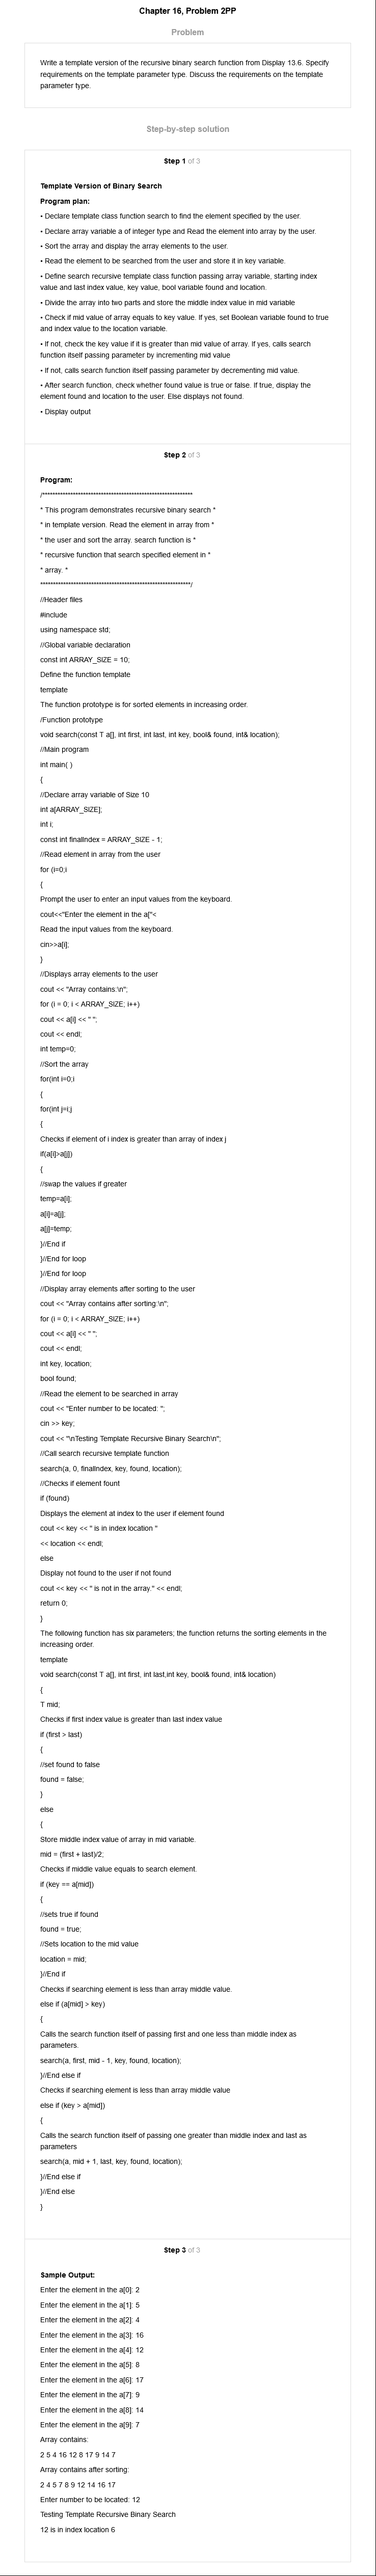 Chapter 16, Problem 2PP
Problem
Write a template version of the recursive binary search function from Display 13.6. Specify
requirements on the template parameter type. Discuss the requirements on the template
parameter type.
Step-by-step solution
Step 1 of 3
Template Version of Binary Search
Program plan:
• Declare template class function search to find the element specified by the user.
• Declare array variable a of integer type and Read the element into array by the user.
• Sort the array and display the array elements to the user.
• Read the element to be searched from the user and store it in key variable.
• Define search recursive template class function passing array variable, starting index
value and last index value, key value, bool variable found and location.
• Divide the array into two parts and store the middle index value in mid variable
• Check if mid value of array equals to key value. If yes, set Boolean variable found to true
and index value to the location variable.
• If not, check the key value if it is greater than mid value of array. If yes, calls search
function itself passing parameter by incrementing mid value
• If not, calls search function itself passing parameter by decrementing mid value.
• After search function, check whether found value is true or false. If true, display the
element found and location to the user. Else displays not found.
• Display output
Step 2 of 3
Program:
/***********************************************************
* This program demonstrates recursive binary search *
* in template version. Read the element in array from *
* the user and sort the array. search function is *
* recursive function that search specified element in *
* array. *
***********************************************************/
//Header files
#include
using namespace std;
//Global variable declaration
const int ARRAY_SIZE = 10;
Define the function template
template
The function prototype is for sorted elements in increasing order.
/Function prototype
void search(const T a[], int first, int last, int key, bool& found, int& location);
//Main program
int main( )
{
//Declare array variable of Size 10
int a[ARRAY_SIZE];
int i;
const int finalIndex = ARRAY_SIZE - 1;
//Read element in array from the user
for (i=0;i
{
Prompt the user to enter an input values from the keyboard.
cout<<"Enter the element in the a["<
Read the input values from the keyboard.
cin>>a[i];
}
//Displays array elements to the user
cout << "Array contains:\n";
for (i = 0; i < ARRAY_SIZE; i++)
cout << a[i] << " ";
cout << endl;
int temp=0;
//Sort the array
for(int i=0;i
{
for(int j=i;j
{
Checks if element of i index is greater than array of index j
if(a[i]>a[j])
{
//swap the values if greater
temp=a[i];
a[i]=a[j];
a[j]=temp;
}//End if
}//End for loop
}//End for loop
//Display array elements after sorting to the user
cout << "Array contains after sorting:\n";
for (i = 0; i < ARRAY_SIZE; i++)
cout << a[i] << " ";
cout << endl;
int key, location;
bool found;
//Read the element to be searched in array
cout << "Enter number to be located: ";
cin >> key;
cout << "\nTesting Template Recursive Binary Search\n";
//Call search recursive template function
search(a, 0, finalIndex, key, found, location);
//Checks if element fount
if (found)
Displays the element at index to the user if element found
cout << key << " is in index location "
<< location << endl;
else
Display not found to the user if not found
cout << key << " is not in the array." << endl;
return 0;
}
The following function has six parameters; the function returns the sorting elements in the
increasing order.
template
void search(const T a[], int first, int last,int key, bool& found, int& location)
{
T mid;
Checks if first index value is greater than last index value
if (first > last)
{
//set found to false
found = false;
}
else
{
Store middle index value of array in mid variable.
mid = (first + last)/2;
Checks if middle value equals to search element.
if (key == a[mid])
{
//sets true if found
found = true;
//Sets location to the mid value
location = mid;
}//End if
Checks if searching element is less than array middle value.
else if (a[mid] > key)
{
Calls the search function itself of passing first and one less than middle index as
parameters.
search(a, first, mid - 1, key, found, location);
}//End else if
Checks if searching element is less than array middle value
else if (key > a[mid])
{
Calls the search function itself of passing one greater than middle index and last as
parameters
search(a, mid + 1, last, key, found, location);
}//End else if
}//End else
}
Step 3 of 3
Sample Output:
Enter the element in the a[0]: 2
Enter the element in the a[1]: 5
Enter the element in the a[2]: 4
Enter the element in the a[3]: 16
Enter the element in the a[4]: 12
Enter the element in the a[5]: 8
Enter the element in the a[6]: 17
Enter the element in the a[7]: 9
Enter the element in the a[8]: 14
Enter the element in the a[9]: 7
Array contains:
2 5 4 16 12 8 17 9 14 7
Array contains after sorting:
2 4 5 7 8 9 12 14 16 17
Enter number to be located: 12
Testing Template Recursive Binary Search
12 is in index location 6